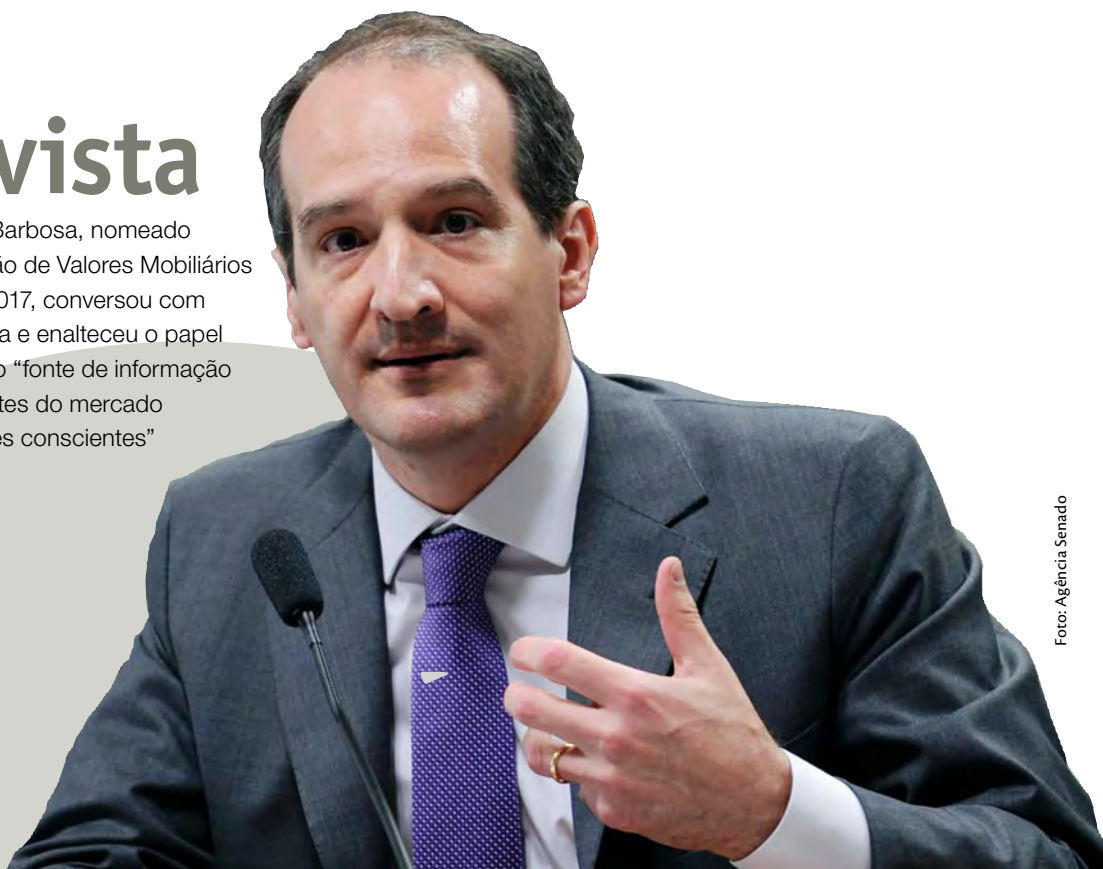 vista
Barbosa, nomeado
ão de Valores Mobiliários
017, conversou com
a e enalteceu o papel
o “fonte de informação
tes do mercado
es conscientes”
Foto: Agência Senado